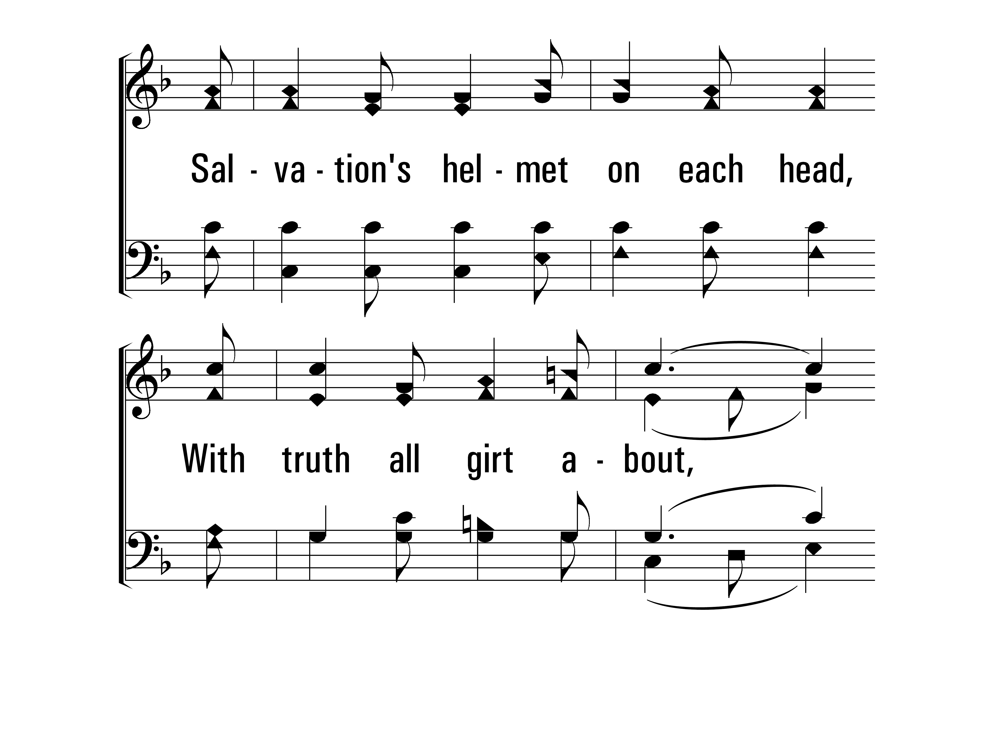 Sal - va - tion's hel - met on each head,
With truth all girt a - bout,